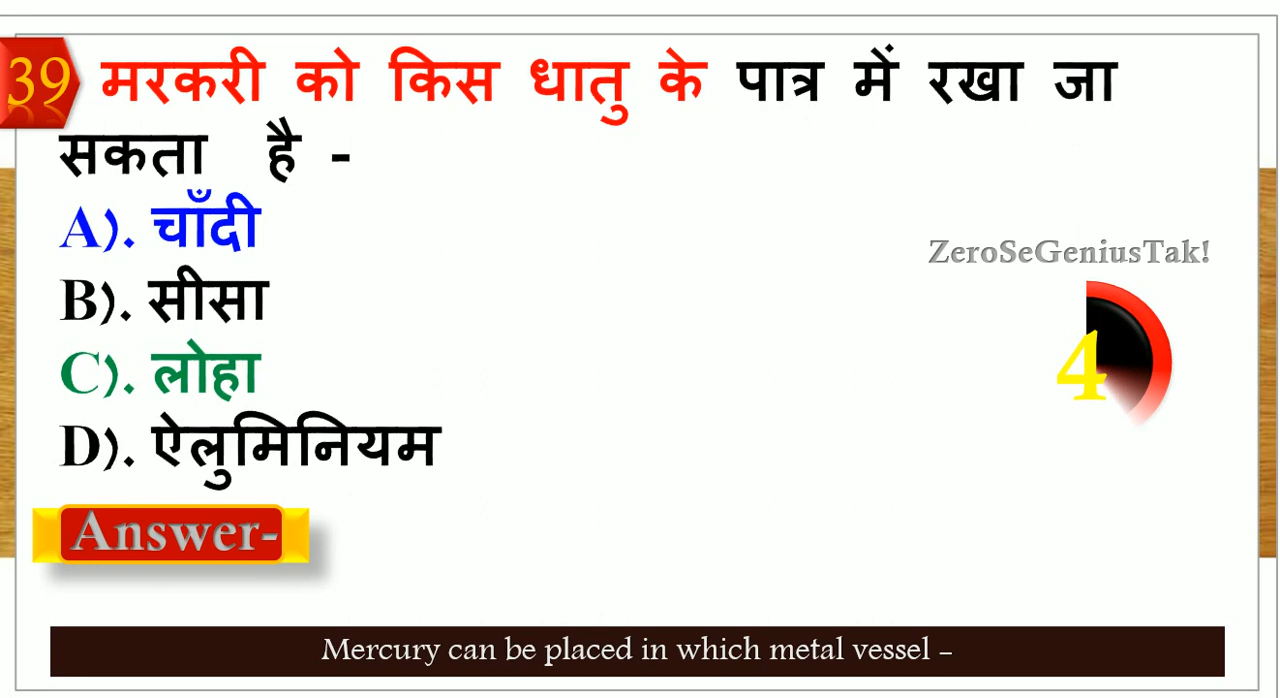 39 मरकरी को किस धातु के पात्र में रखा जा
सकता है -
A). चाँदी
B). सीसा
C). लोहा
D). ऐलुमिनियम
ZeroSeGeniusTak!
4
Answer-
Mercury can be placed in which metal vessel –